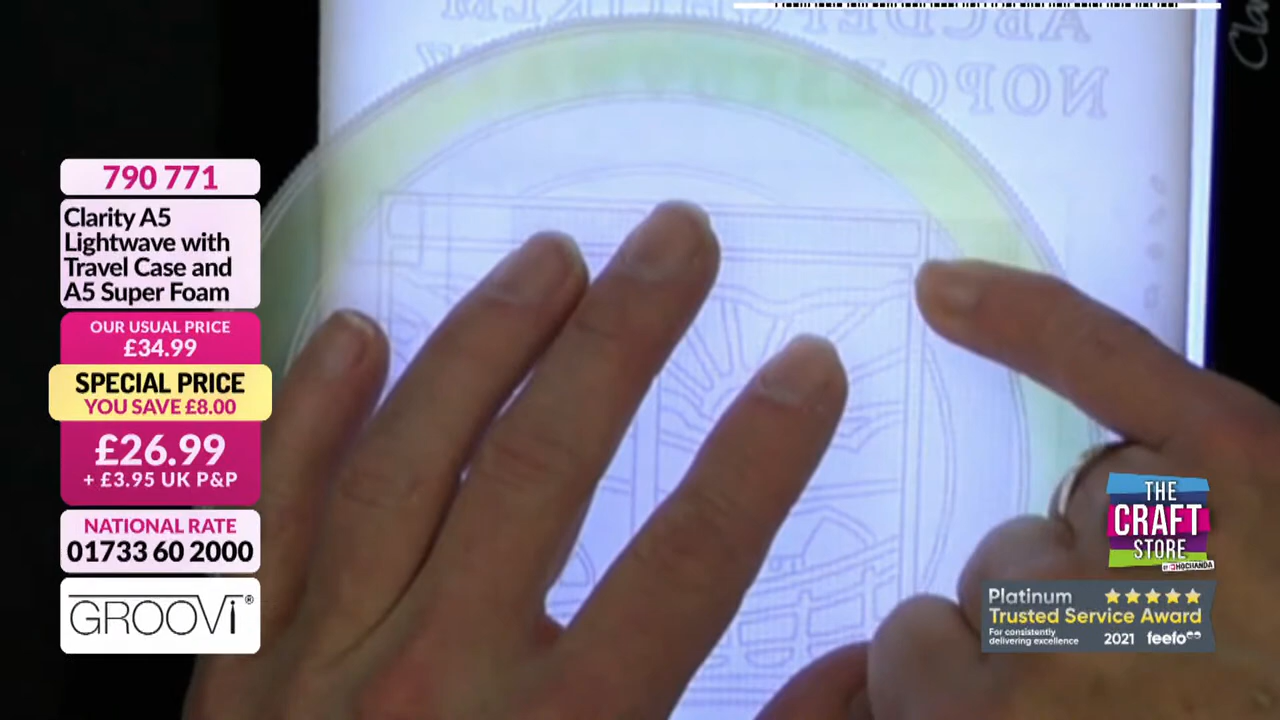 790 771
Clarity A5
Lightwave with
Travel Case and
A5 Super Foam
OUR USUAL PRICE
£34.99
SPECIAL PRICE
YOU SAVE £8.00
£26.99
+ £3.95 UK P&P
NATIONAL RATE
01733 60 2000
GROOVi®
THE
CRAFT
STORE
BY HOCHANDA
Platinum
Trusted Service Award
For consistently
delivering excellence
2021 feefo